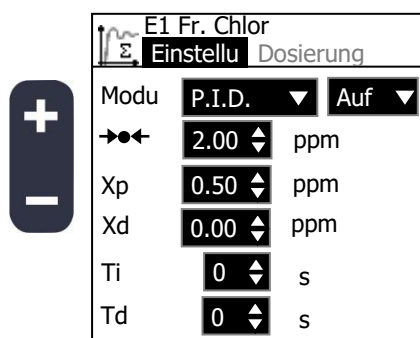 E1 Fr. Chlor
Σ Einstellu Dosierung
Modu P.I.D. Auf
+ 2.00 ppm
Xp 0.50 ppm
− Xd 0.00 ppm
Ti 0 s
Td 0 s